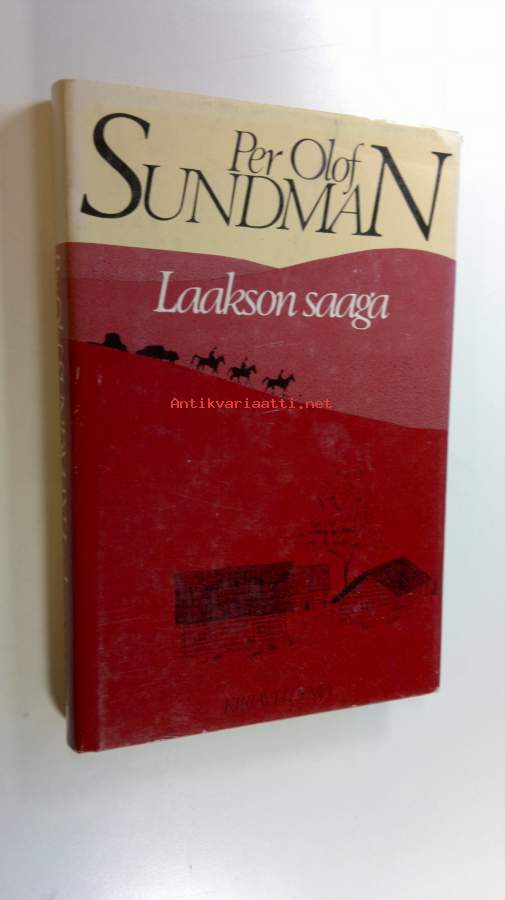 Per Olof
SUNDMAN
Laakson saaga
Antikvariaatti.net
KIRJAYHTYMÄ